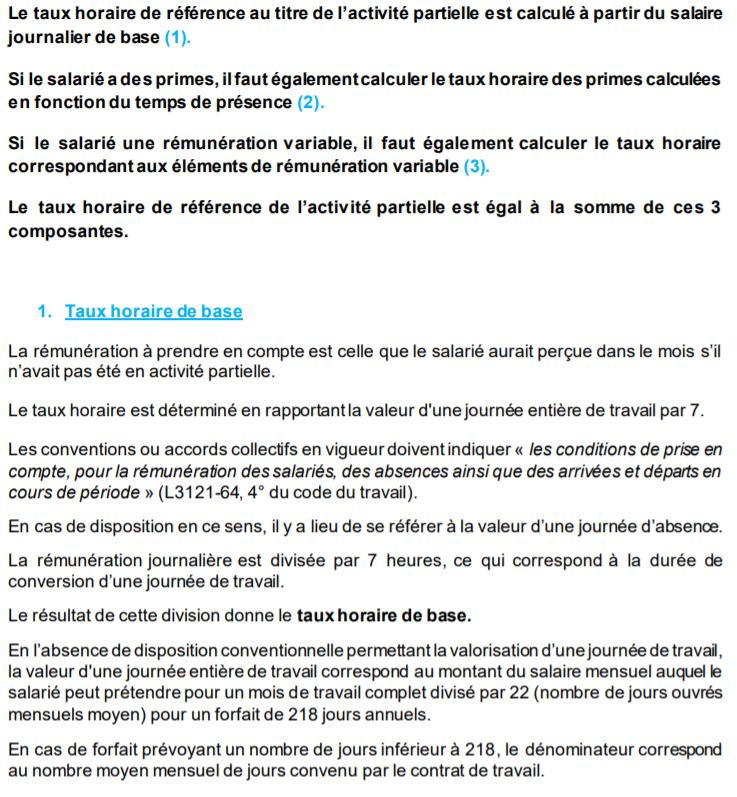 Le taux horaire de référence au titre de l'activité partielle est calculé à partir du salaire
journalier de base (1).
Si le salarié a des primes, il faut également calculer le taux horaire des primes calculées
en fonction du temps de présence (2).
Si le salarié une rémunération variable, il faut également calculer le taux horaire
correspondant aux éléments de rémunération variable (3).
Le taux horaire de référence de l'activité partielle est égal à la somme de ces 3
composantes.
1. Taux horaire de base
La rémunération à prendre en compte est celle que le salarié aurait perçue dans le mois s'il
n'avait pas été en activité partielle.
Le taux horaire est déterminé en rapportant la valeur d'une journée entière de travail par 7.
Les conventions ou accords collectifs en vigueur doivent indiquer « les conditions de prise en
compte, pour la rémunération des salariés, des absences ainsi que des arrivées et départs en
cours de période » (L3121-64, 4° du code du travail).
En cas de disposition en ce sens, il y a lieu de se référer à la valeur d'une journée d'absence.
La rémunération journalière est divisée par 7 heures, ce qui correspond à la durée de
conversion d'une journée de travail.
Le résultat de cette division donne le taux horaire de base.
En l'absence de disposition conventionnelle permettant la valorisation d'une journée de travail,
la valeur d'une journée entière de travail correspond au montant du salaire mensuel auquel le
salarié peut prétendre pour un mois de travail complet divisé par 22 (nombre de jours ouvrés
mensuels moyen) pour un forfait de 218 jours annuels.
En cas de forfait prévoyant un nombre de jours inférieur à 218, le dénominateur correspond
au nombre moyen mensuel de jours convenu par le contrat de travail.